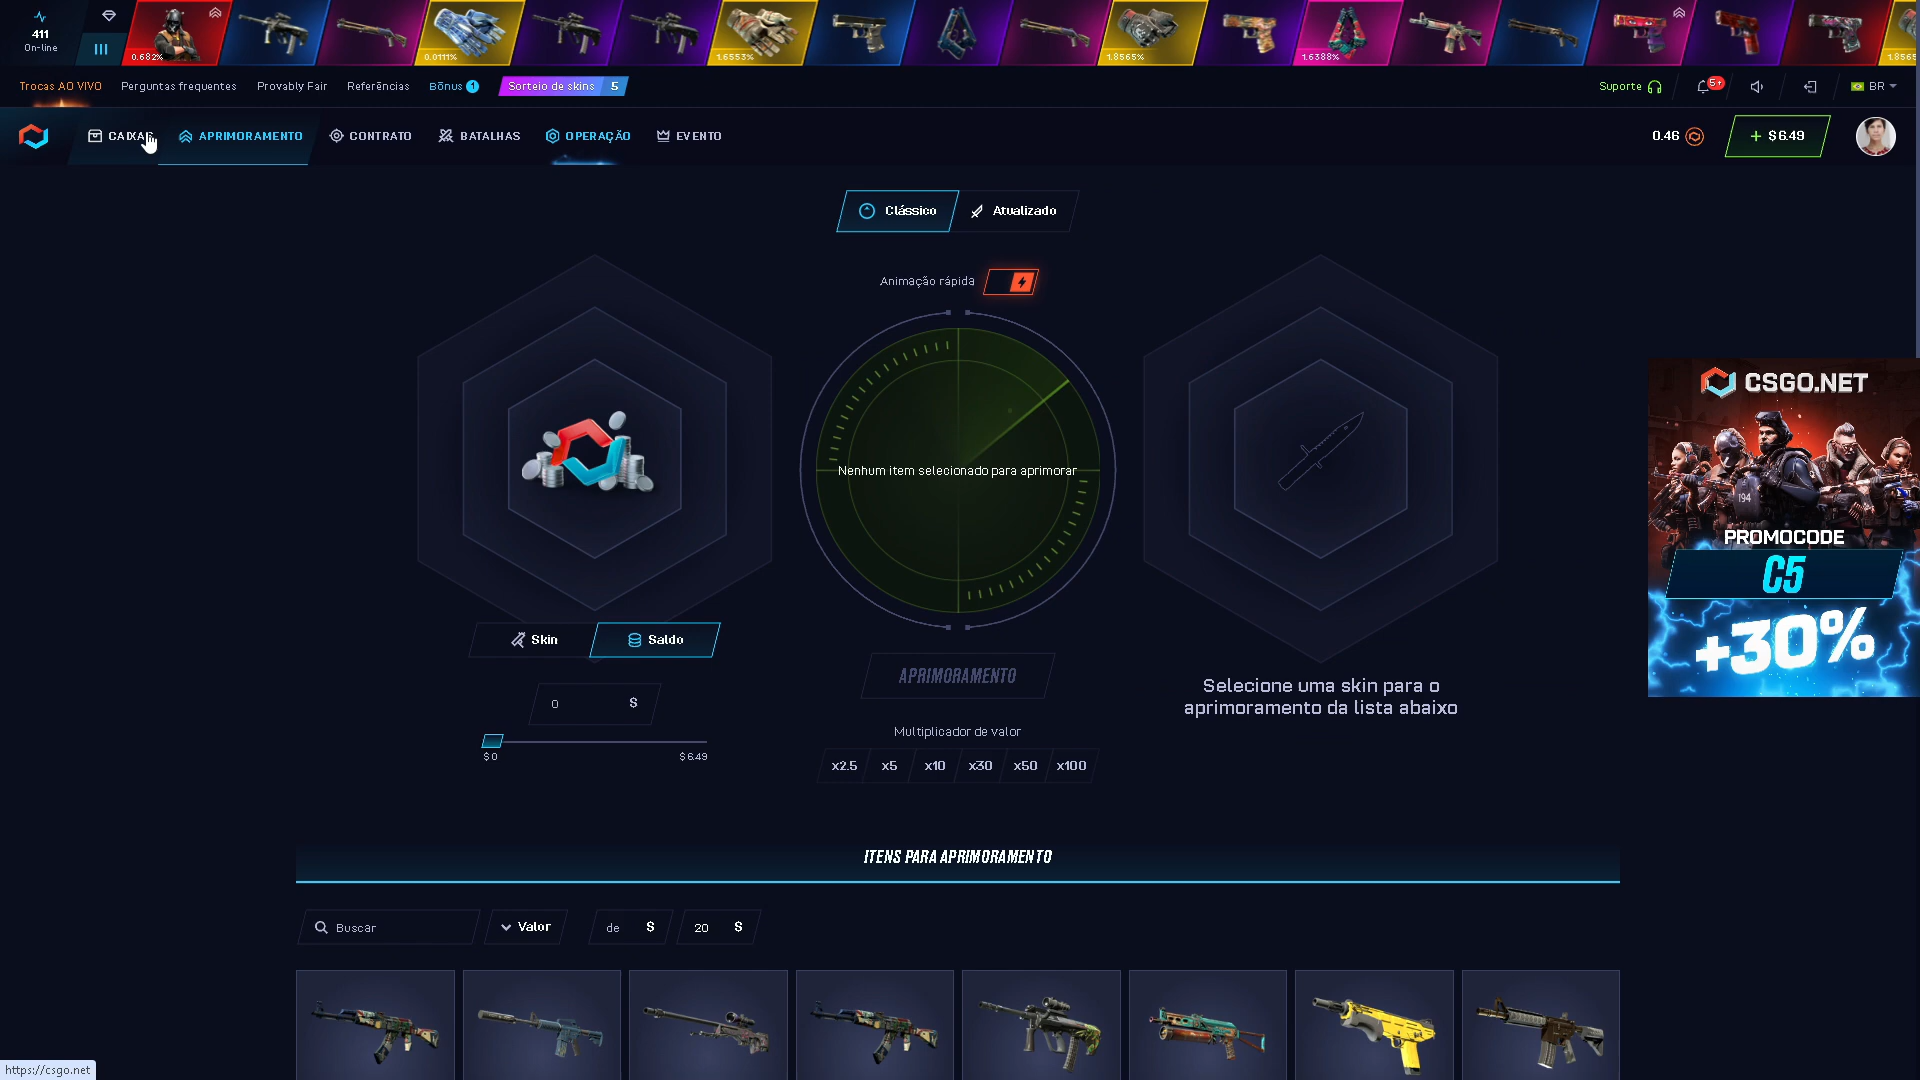 411
On-line
0.682%
0.0111%
1.6553%
1.8565%
1.6388%
1.8565
Trocas AO VIVO
Perguntas frequentes
Provably Fair
Referências
Bônus 1
Sorteio de skins 5
Suporte
5+
BR
CAIXAS
APRIMORAMENTO
CONTRATO
BATALHAS
OPERAÇÃO
EVENTO
0.46
+ $ 6.49
Clássico
Atualizado
Animação rápida
Nenhum item selecionado para aprimorar
CSGO.NET
194
PROMOCODE
C5
+30%
Skin
Saldo
0 $
$ 0
$ 6.49
APRIMORAMENTO
Multiplicador de valor
x2.5
x5
x10
x30
x50
x100
Selecione uma skin para o
aprimoramento da lista abaixo
ITENS PARA APRIMORAMENTO
Buscar
Valor
de $
20 $
https://csgo.net